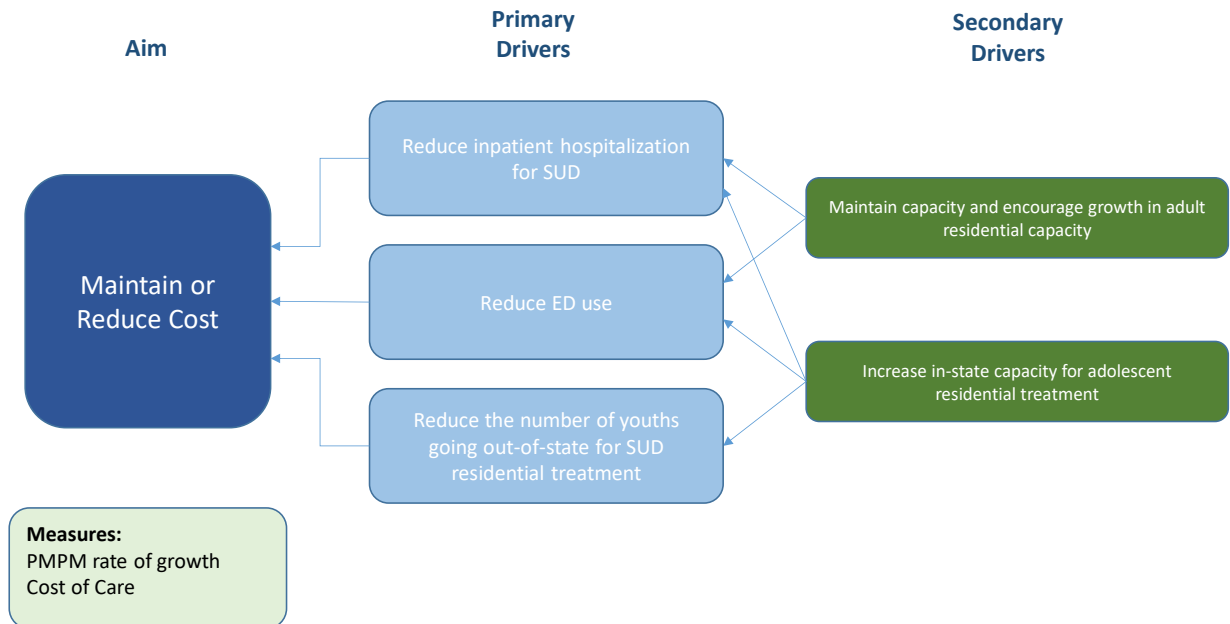 Aim
Primary
Drivers
Secondary
Drivers
Maintain or
Reduce Cost
Reduce inpatient hospitalization
for SUD
Reduce ED use
Reduce the number of youths
going out-of-state for SUD
residential treatment
Maintain capacity and encourage growth in adult
residential capacity
Increase in-state capacity for adolescent
residential treatment
Measures:
PMPM rate of growth
Cost of Care